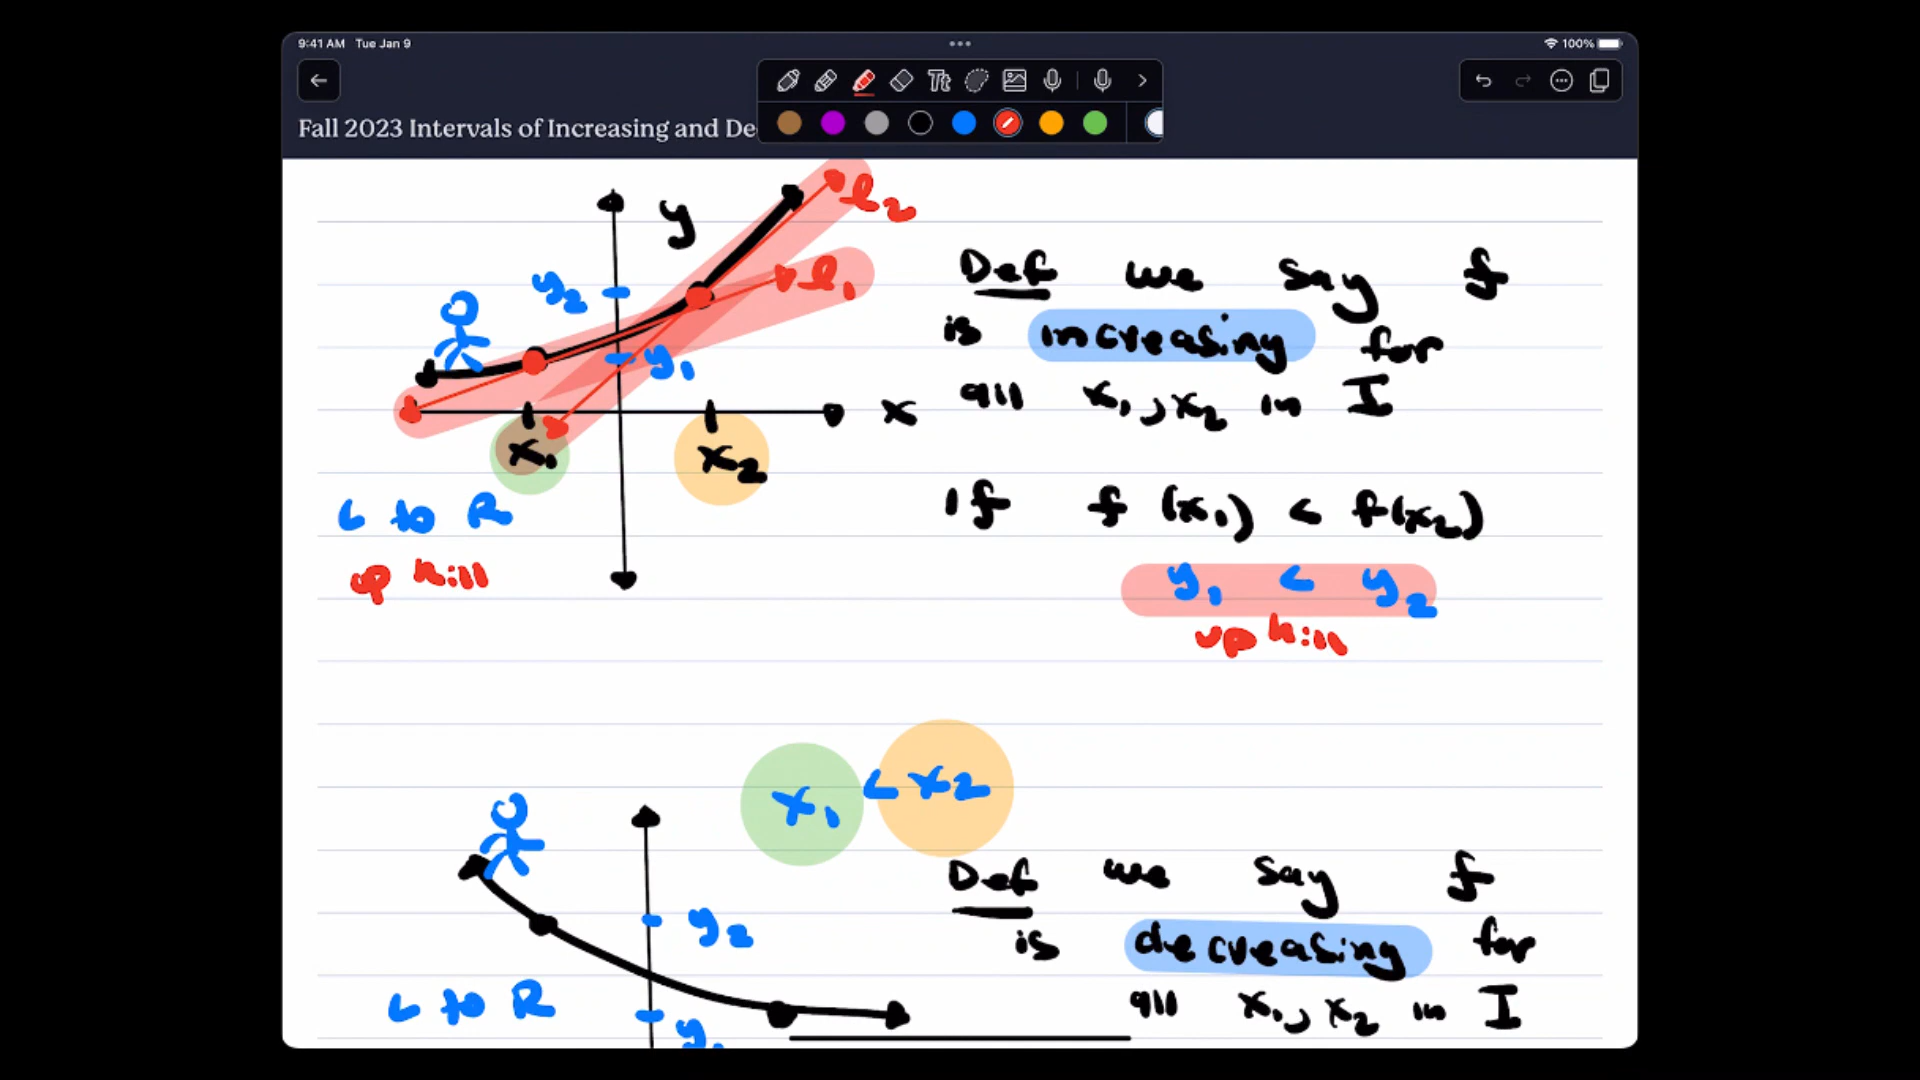 9:41 AM Tue Jan 9
100%
Tt
Fall 2023 Intervals of Increasing and De
y
l2
l1
y2
y1
x
x1
x2
L to R
up hill
Def we say f
is increasing for
all x1, x2 in I
If f(x1) < f(x2)
y1 < y2
up hill
x1 < x2
y2
L to R
y1
Def we say f
is decreasing for
all x1, x2 in I